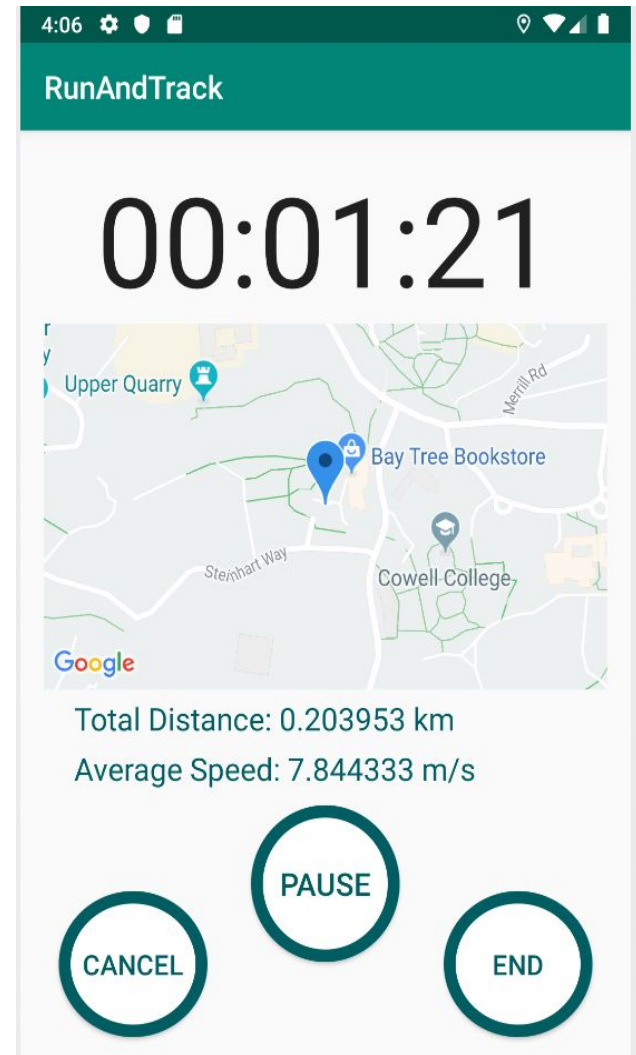 4:06
RunAndTrack
00:01:21
r
y
Upper Quarry
Merrill Rd
Bay Tree Bookstore
Steinhart Way
Cowell College
Google
Total Distance: 0.203953 km
Average Speed: 7.844333 m/s
PAUSE
CANCEL
END